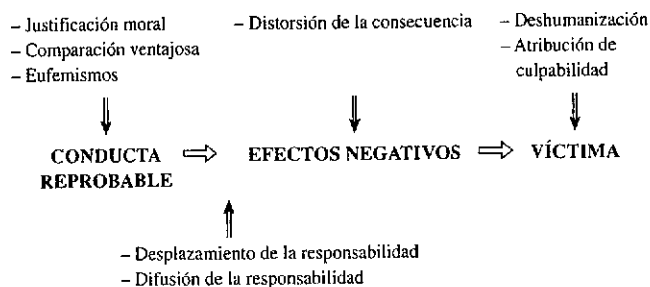 – Justificación moral
– Comparación ventajosa
– Eufemismos
– Distorsión de la consecuencia
– Deshumanización
– Atribución de
culpabilidad
CONDUCTA
REPROBABLE
EFECTOS NEGATIVOS
VÍCTIMA
– Desplazamiento de la responsabilidad
– Difusión de la responsabilidad